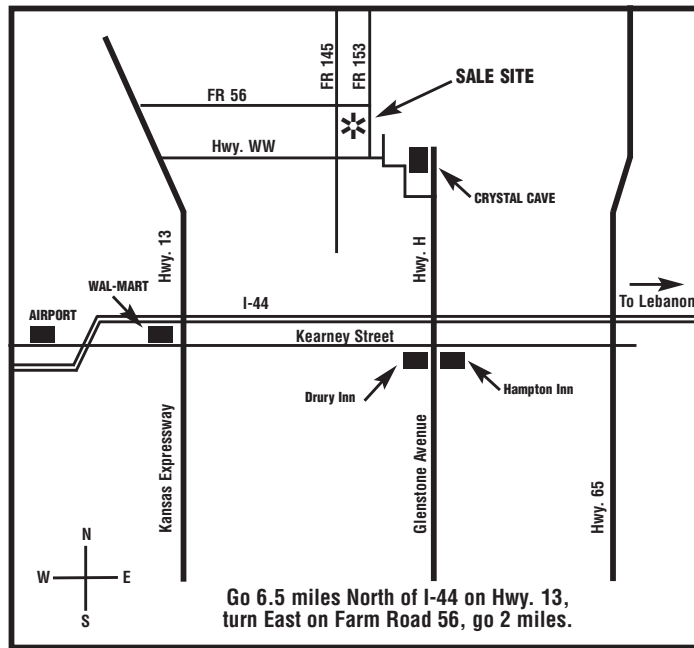 FR 145
FR 153
SALE SITE
FR 56
Hwy. WW
CRYSTAL CAVE
Hwy. 13
Hwy. H
WAL-MART
I-44
To Lebanon
AIRPORT
Kearney Street
Drury Inn
Hampton Inn
Kansas Expressway
Glenstone Avenue
Hwy. 65
N
W
E
S
Go 6.5 miles North of I-44 on Hwy. 13,
turn East on Farm Road 56, go 2 miles.